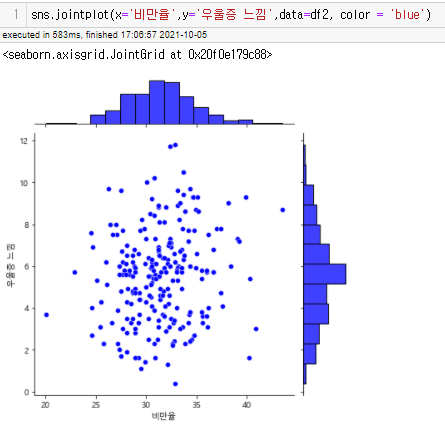 1 sns.jointplot(x='비만율',y='우울증 느낌',data=df2, color = 'blue')
executed in 583ms, finished 17:06:57 2021-10-05
<seaborn.axisgrid.JointGrid at 0x20f0e179c88>
12
10
8
6
4
2
0
우울증 느낌
20 25 30 35 40
비만율